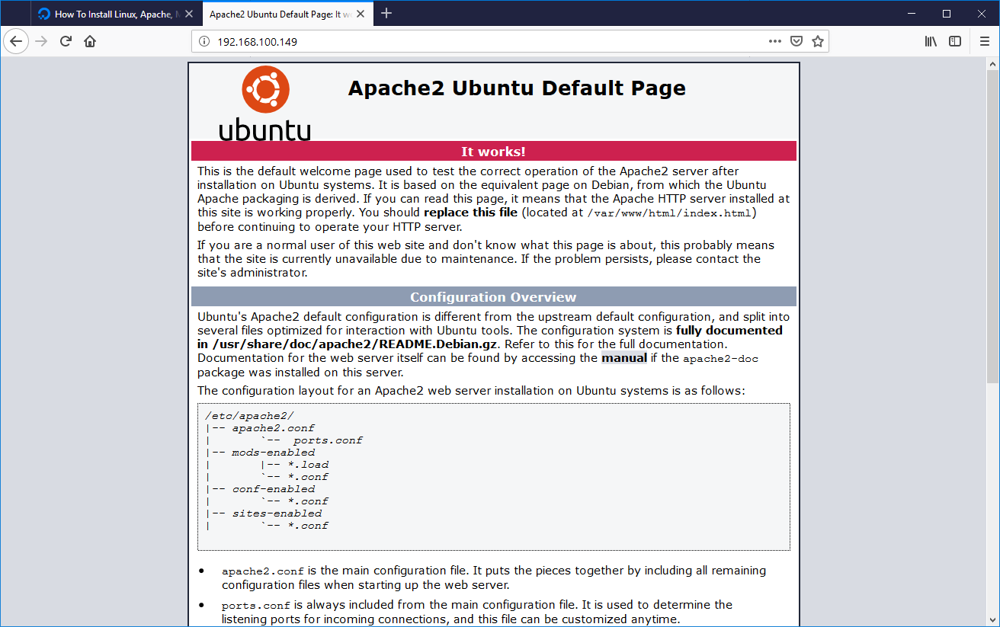 How To Install Linux, Apache,
Apache2 Ubuntu Default Page: It
192.168.100.149
ubuntu
Apache2 Ubuntu Default Page
It works!
This is the default welcome page used to test the correct operation of the Apache2 server after
installation on Ubuntu systems. It is based on the equivalent page on Debian, from which the Ubuntu
Apache packaging is derived. If you can read this page, it means that the Apache HTTP server installed at
this site is working properly. You should replace this file (located at /var/www/html/index.html)
before continuing to operate your HTTP server.
If you are a normal user of this web site and don't know what this page is about, this probably means
that the site is currently unavailable due to maintenance. If the problem persists, please contact the
site's administrator.
Configuration Overview
Ubuntu's Apache2 default configuration is different from the upstream default configuration, and split into
several files optimized for interaction with Ubuntu tools. The configuration system is fully documented
in /usr/share/doc/apache2/README.Debian.gz. Refer to this for the full documentation.
Documentation for the web server itself can be found by accessing the manual if the apache2-doc
package was installed on this server.
The configuration layout for an Apache2 web server installation on Ubuntu systems is as follows:
/etc/apache2/
|-- apache2.conf
|       `--  ports.conf
|-- mods-enabled
|       |-- *.load
|       `-- *.conf
|-- conf-enabled
|       `-- *.conf
|-- sites-enabled
|       `-- *.conf
• apache2.conf is the main configuration file. It puts the pieces together by including all remaining
configuration files when starting up the web server.
• ports.conf is always included from the main configuration file. It is used to determine the
listening ports for incoming connections, and this file can be customized anytime.